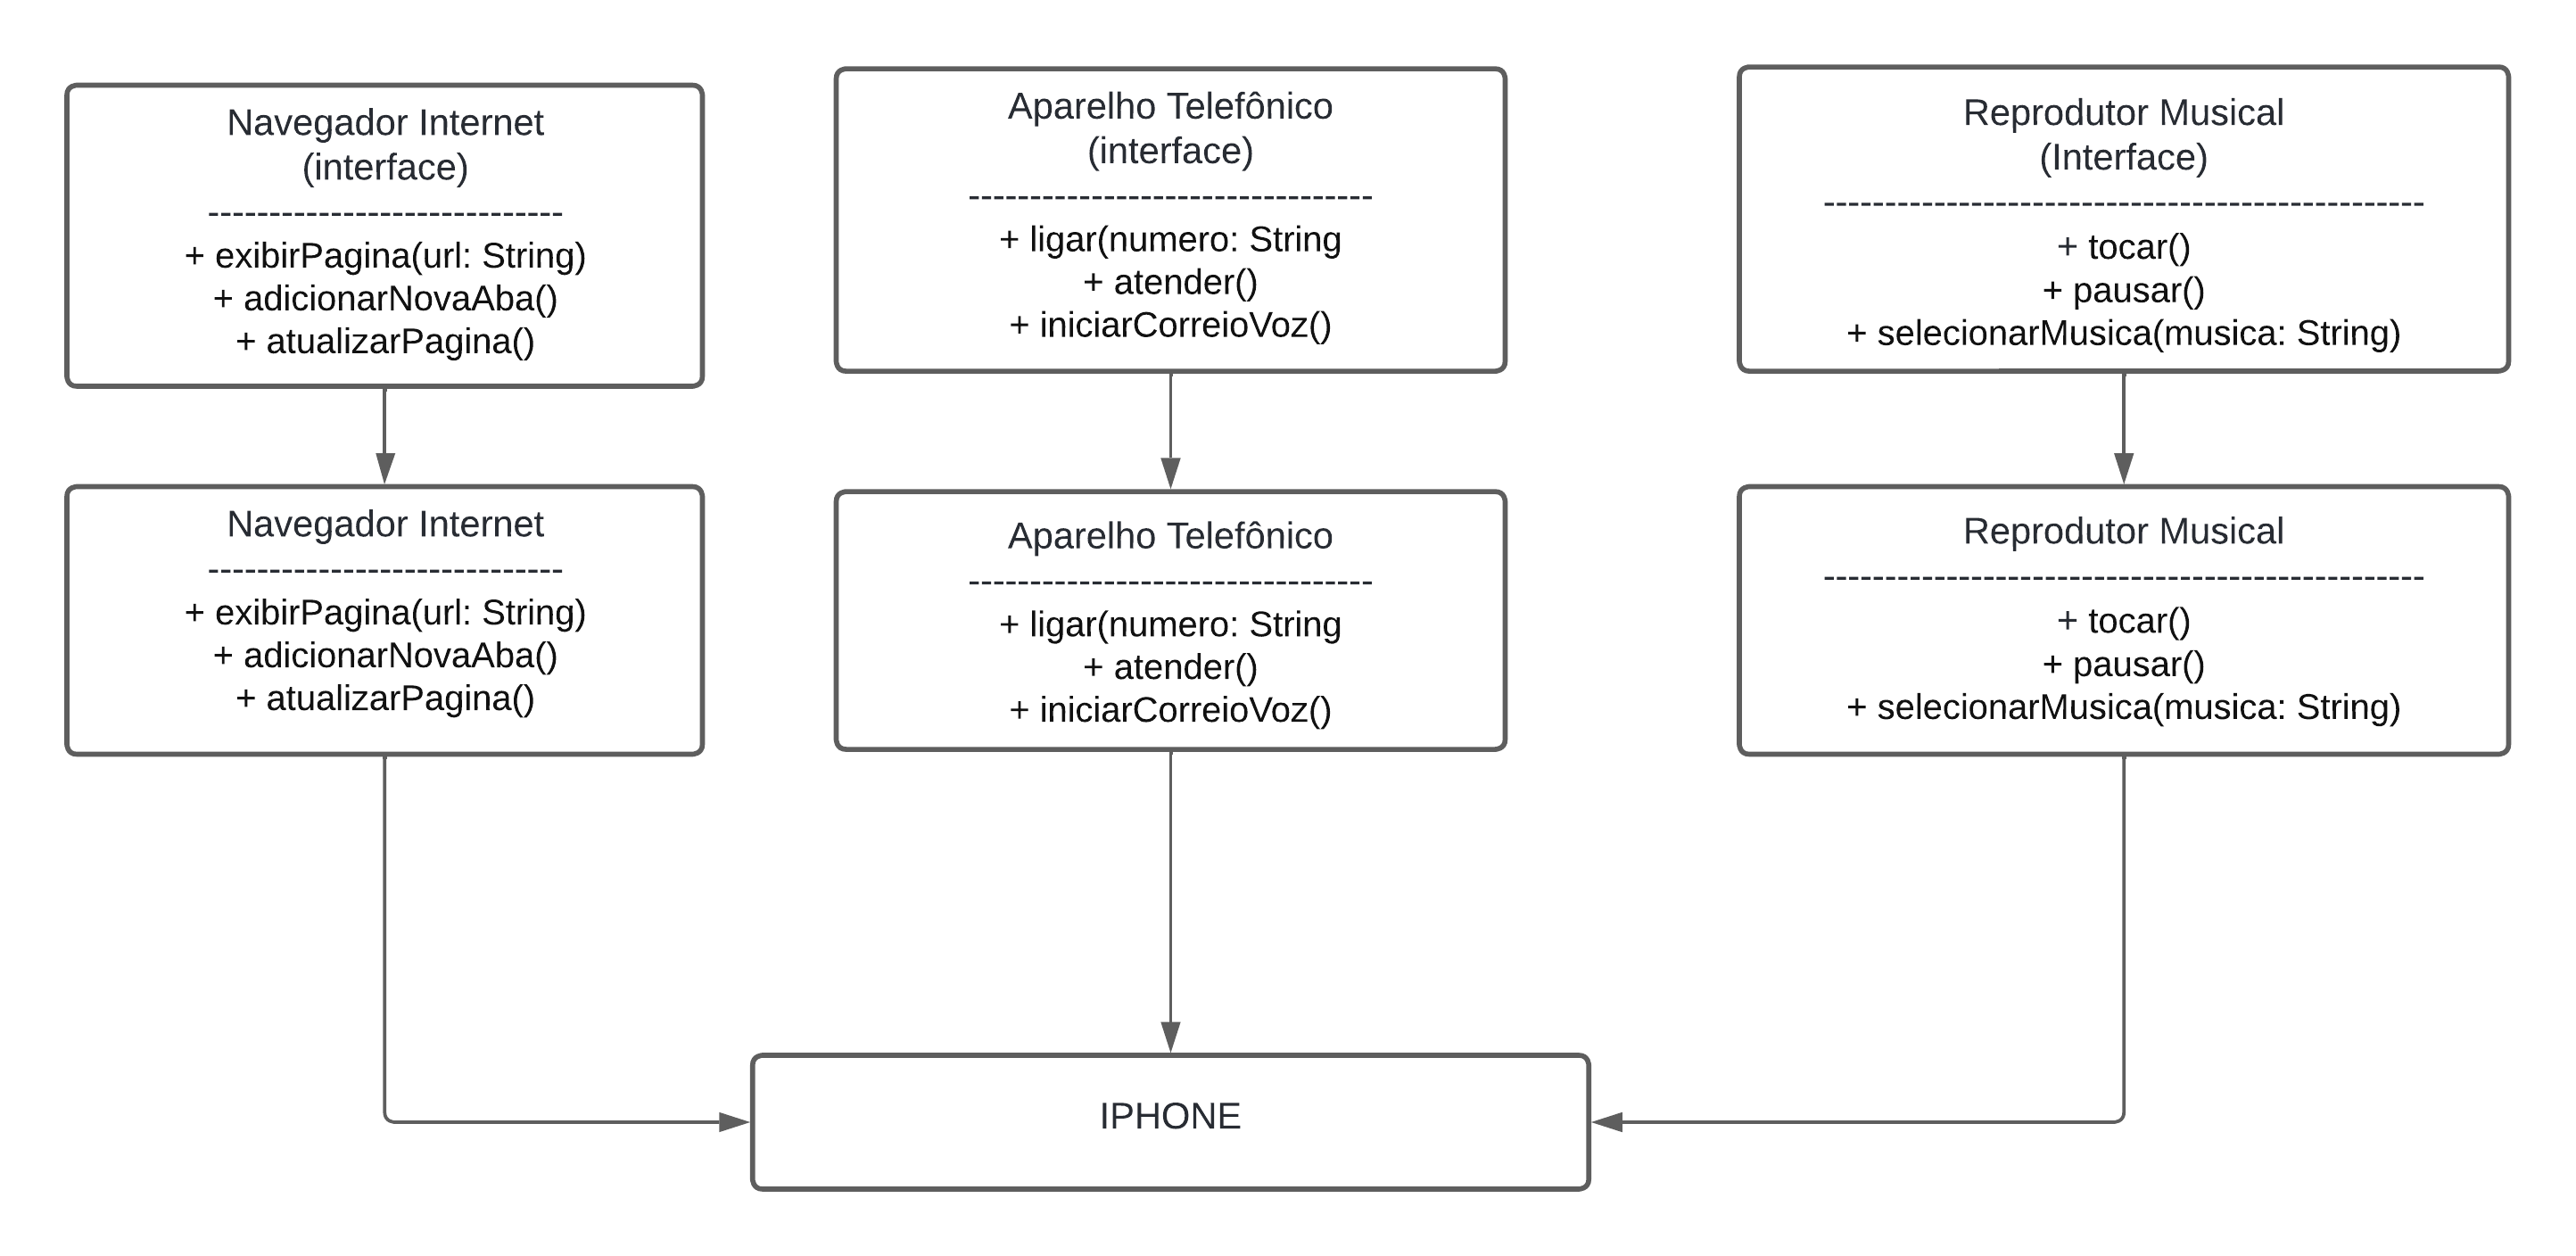 Navegador Internet
(interface)
-----------------------------
+ exibirPagina(url: String)
+ adicionarNovaAba()
+ atualizarPagina()
Aparelho Telefônico
(interface)
---------------------------------
+ ligar(numero: String
+ atender()
+ iniciarCorreioVoz()
Reprodutor Musical
(Interface)
-------------------------------------------------
+ tocar()
+ pausar()
+ selecionarMusica(musica: String)
Navegador Internet
-----------------------------
+ exibirPagina(url: String)
+ adicionarNovaAba()
+ atualizarPagina()
Aparelho Telefônico
---------------------------------
+ ligar(numero: String
+ atender()
+ iniciarCorreioVoz()
Reprodutor Musical
-------------------------------------------------
+ tocar()
+ pausar()
+ selecionarMusica(musica: String)
IPHONE